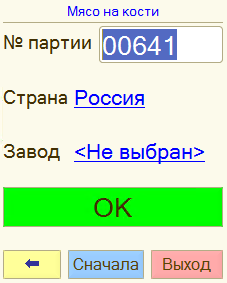 Мясо на кости
№ партии 00641
Страна Россия
Завод <Не выбран>
OK
⬅ Сначала Выход